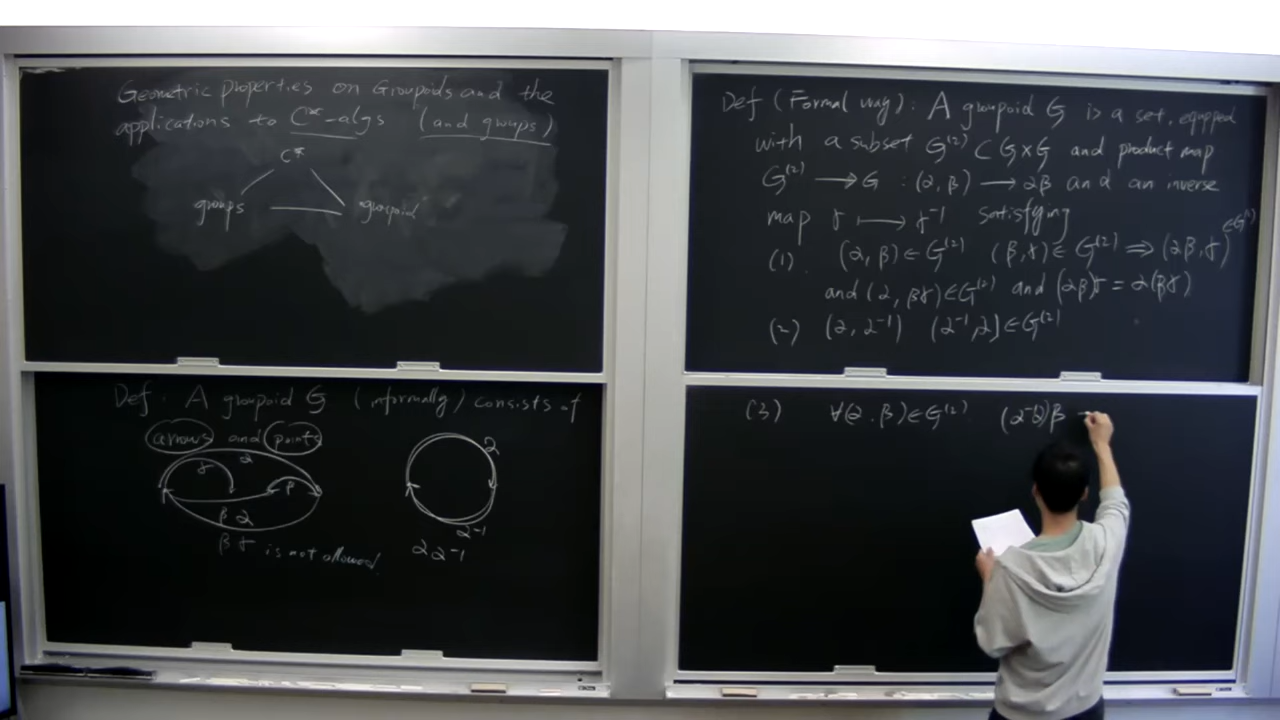 Geometric properties on Groupoids and the
applications to C*-algs (and groups)
C*
groups groupoid
Def : A groupoid G (informally) consists of
arrows and points
α
γ
β
βα
βγ is not allowed
α
α⁻¹
αα⁻¹
Def (Formal way) : A groupoid G is a set, equpped
with a subset G⁽²⁾ ⊂ G×G and product map
G⁽²⁾ → G : (α, β) → αβ and an inverse
map γ ↦ γ⁻¹ satisfying
(1) (α, β) ∈ G⁽²⁾ (β, γ) ∈ G⁽²⁾ ⇒ (αβ, γ) ∈ G⁽²⁾
and (α, βγ) ∈ G⁽²⁾ and (αβ)γ = α(βγ)
(2) (α, α⁻¹) (α⁻¹, α) ∈ G⁽²⁾
(3) ∀(α, β) ∈ G⁽²⁾ (α⁻¹α)β